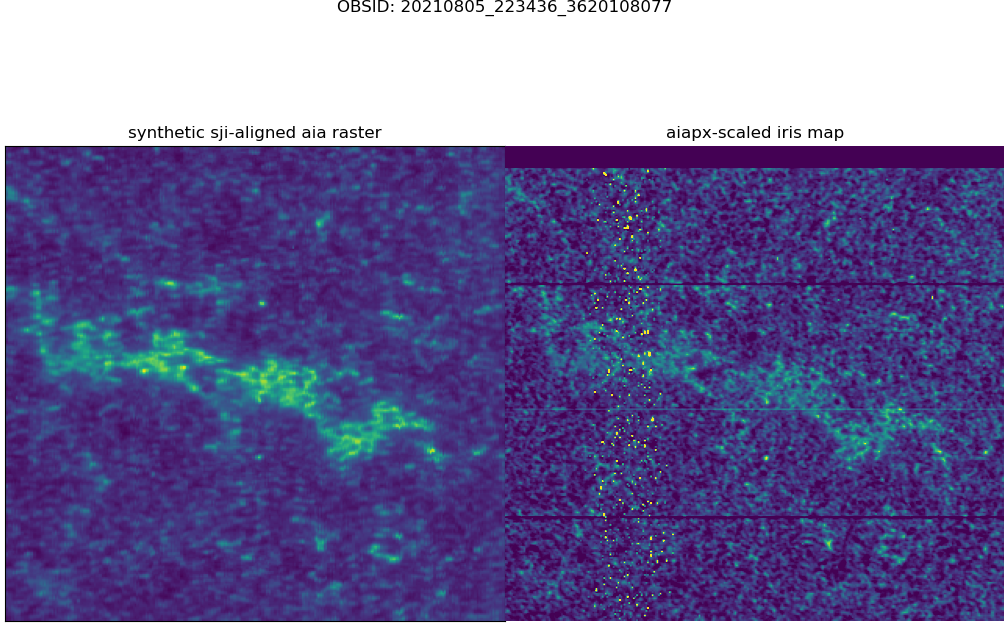 OBSID: 20210805_223436_3620108077
synthetic sji-aligned aia raster
aiapx-scaled iris map